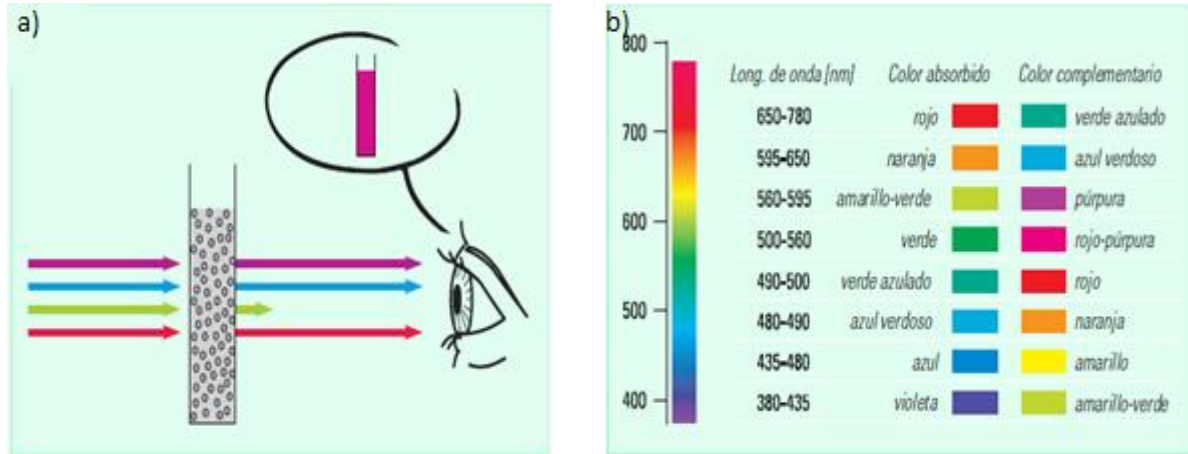 a)
b)
800
700
600
500
400
Long. de onda [nm] Color absorbido Color complementario
650-780 rojo verde azulado
595-650 naranja azul verdoso
560-595 amarillo-verde púrpura
500-560 verde rojo-púrpura
490-500 verde azulado rojo
480-490 azul verdoso naranja
435-480 azul amarillo
380-435 violeta amarillo-verde